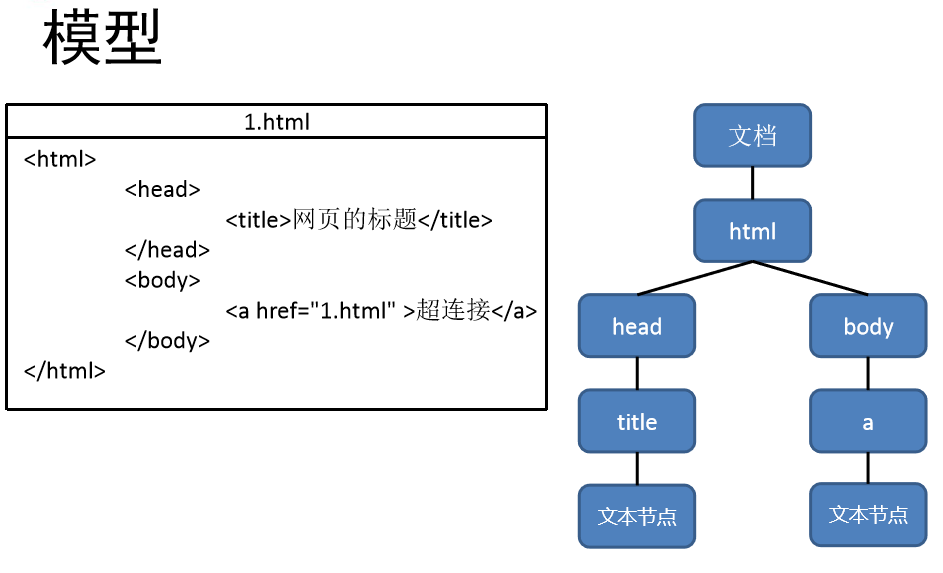 模型
1.html
<html>
<head>
<title>网页的标题</title>
</head>
<body>
<a href="1.html" >超连接</a>
</body>
</html>
文档
html
head
body
title
a
文本节点
文本节点